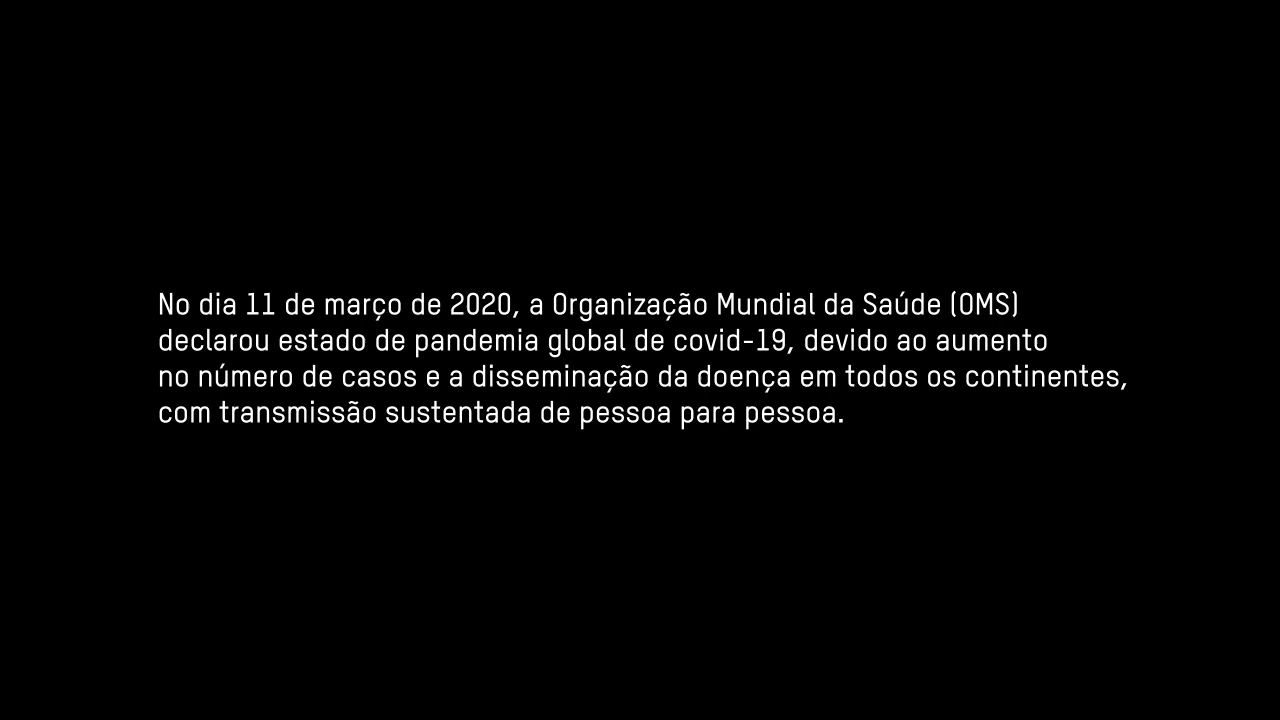 No dia 11 de março de 2020, a Organização Mundial da Saúde (OMS)
declarou estado de pandemia global de covid-19, devido ao aumento
no número de casos e a disseminação da doença em todos os continentes,
com transmissão sustentada de pessoa para pessoa.